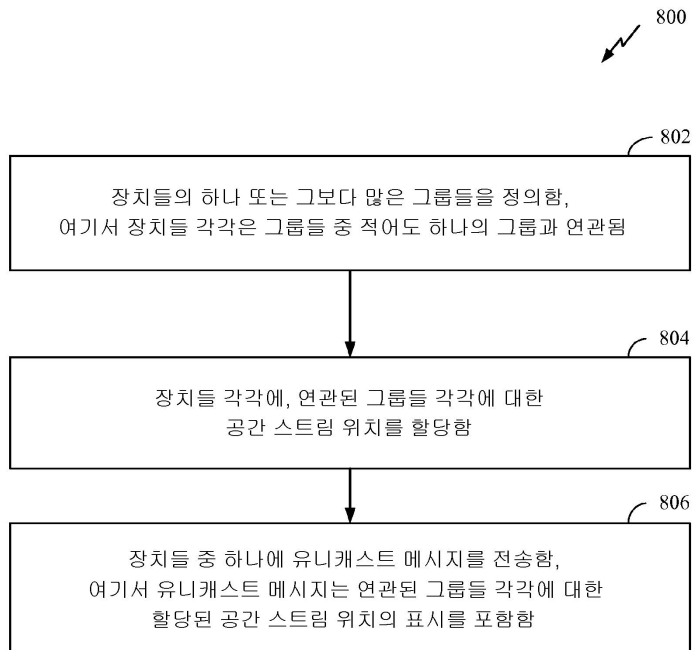 800
802
장치들의 하나 또는 그보다 많은 그룹들을 정의함,
여기서 장치들 각각은 그룹들 중 적어도 하나의 그룹과 연관됨
804
장치들 각각에, 연관된 그룹들 각각에 대한
공간 스트림 위치를 할당함
806
장치들 중 하나에 유니캐스트 메시지를 전송함,
여기서 유니캐스트 메시지는 연관된 그룹들 각각에 대한
할당된 공간 스트림 위치의 표시를 포함함